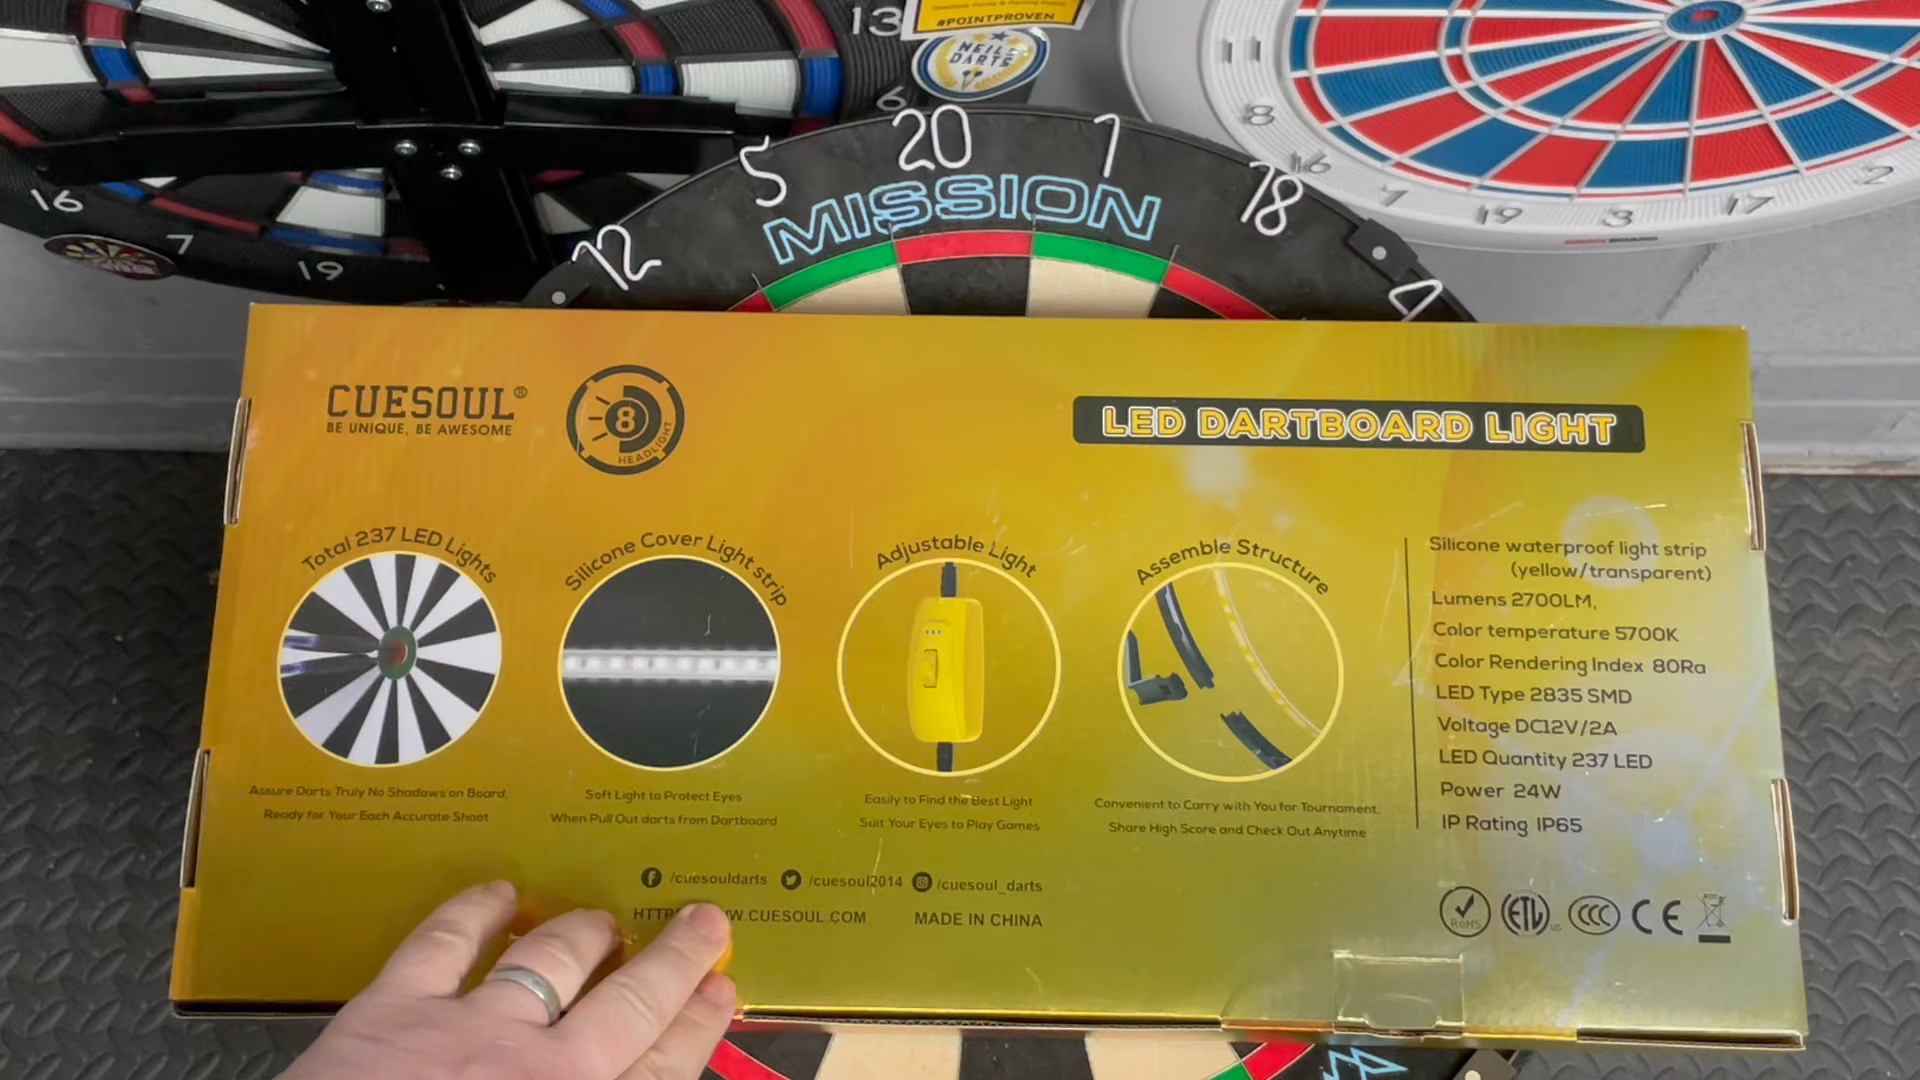 13
#POINTPROVEN
NEILS
DARTS
6
11
8
16
7
19
3
17
2
5
20
1
18
12
4
MISSION
16
7
19
CUESOUL®
BE UNIQUE, BE AWESOME
8
HEADLIGHT
LED DARTBOARD LIGHT
Total 237 LED Lights
Silicone Cover Light strip
Adjustable Light
Assemble Structure
Assure Darts Truly No Shadows on Board,
Ready for Your Each Accurate Shoot
Soft Light to Protect Eyes
When Pull Out darts from Dartboard
Easily to Find the Best Light
Suit Your Eyes to Play Games
Convenient to Carry with You for Tournament,
Share High Score and Check Out Anytime
Silicone waterproof light strip
(yellow/transparent)
Lumens 2700LM,
Color temperature 5700K
Color Rendering Index 80Ra
LED Type 2835 SMD
Voltage DC12V/2A
LED Quantity 237 LED
Power 24W
IP Rating IP65
/cuesouldarts /cuesoul2014 /cuesoul_darts
W.CUESOUL.COM MADE IN CHINA
RoHS ETL us CCC CE